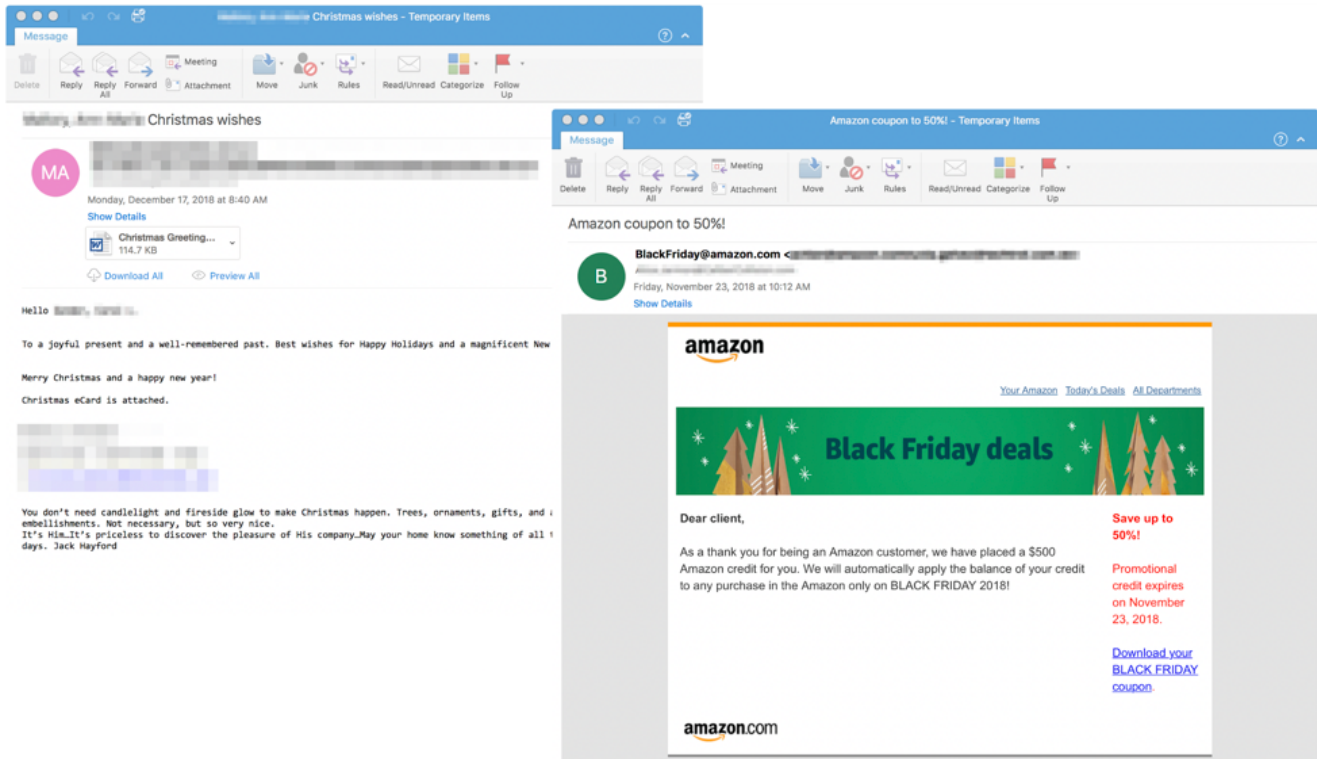 Christmas wishes – Temporary Items
Message
Delete
Reply
Reply All
Forward
Meeting
Attachment
Move
Junk
Rules
Read/Unread
Categorize
Follow Up
Christmas wishes
MA
Monday, December 17, 2018 at 8:40 AM
Show Details
Christmas Greeting...
114.7 KB
Download All
Preview All
Hello
To a joyful present and a well-remembered past. Best wishes for Happy Holidays and a magnificent New
Merry Christmas and a happy new year!
Christmas eCard is attached.
You don't need candlelight and fireside glow to make Christmas happen. Trees, ornaments, gifts, and
embellishments. Not necessary, but so very nice.
It's Him…It's priceless to discover the pleasure of His company…May your home know something of all
days. Jack Hayford
Amazon coupon to 50%! – Temporary Items
Message
Delete
Reply
Reply All
Forward
Meeting
Attachment
Move
Junk
Rules
Read/Unread
Categorize
Follow Up
Amazon coupon to 50%!
B
BlackFriday@amazon.com <
Friday, November 23, 2018 at 10:12 AM
Show Details
amazon
Your Amazon Today's Deals All Departments
Black Friday deals
Dear client,
As a thank you for being an Amazon customer, we have placed a $500
Amazon credit for you. We will automatically apply the balance of your credit
to any purchase in the Amazon only on BLACK FRIDAY 2018!
Save up to
50%!
Promotional
credit expires
on November
23, 2018.
Download your
BLACK FRIDAY
coupon.
amazon.com